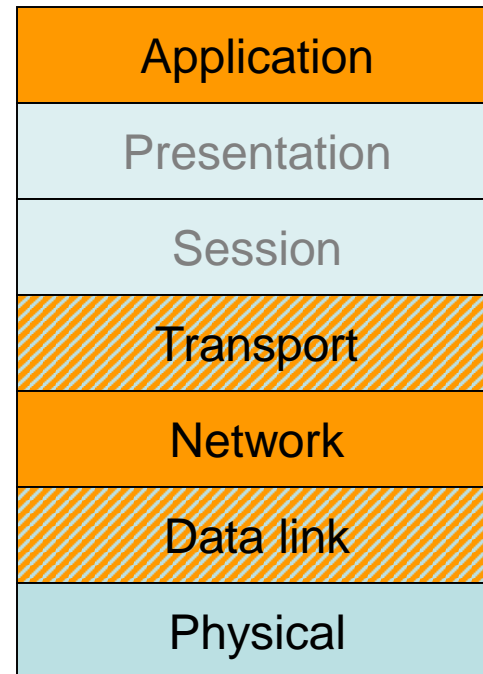 Application
Presentation
Session
Transport
Network
Data link
Physical